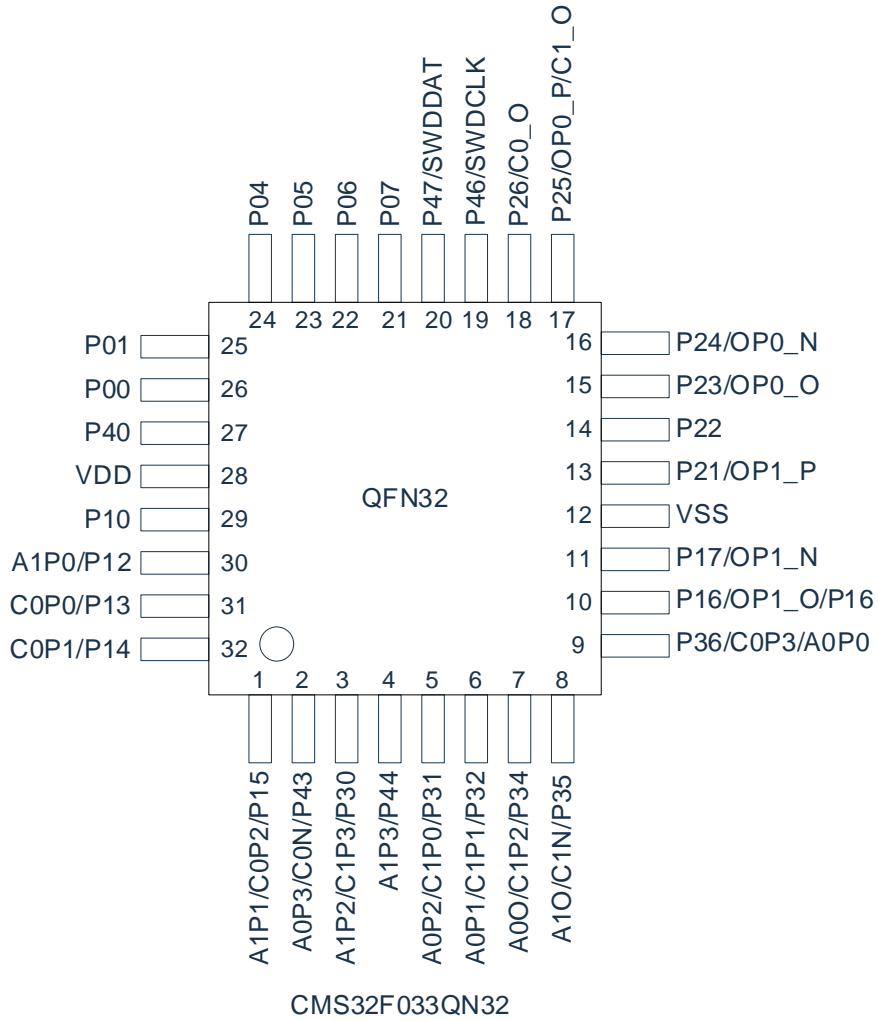 P04
P05
P06
P07
P47/SWDDAT
P46/SWDCLK
P26/C0_O
P25/OP0_P/C1_O
24
23
22
21
20
19
18
17
P01
25
16
P24/OP0_N
P00
26
15
P23/OP0_O
P40
27
14
P22
VDD
28
13
P21/OP1_P
QFN32
P10
29
12
VSS
A1P0/P12
30
11
P17/OP1_N
C0P0/P13
31
10
P16/OP1_O/P16
C0P1/P14
32
9
P36/C0P3/A0P0
1
2
3
4
5
6
7
8
A1P1/C0P2/P15
A0P3/C0N/P43
A1P2/C1P3/P30
A1P3/P44
A0P2/C1P0/P31
A0P1/C1P1/P32
A0O/C1P2/P34
A1O/C1N/P35
CMS32F033QN32